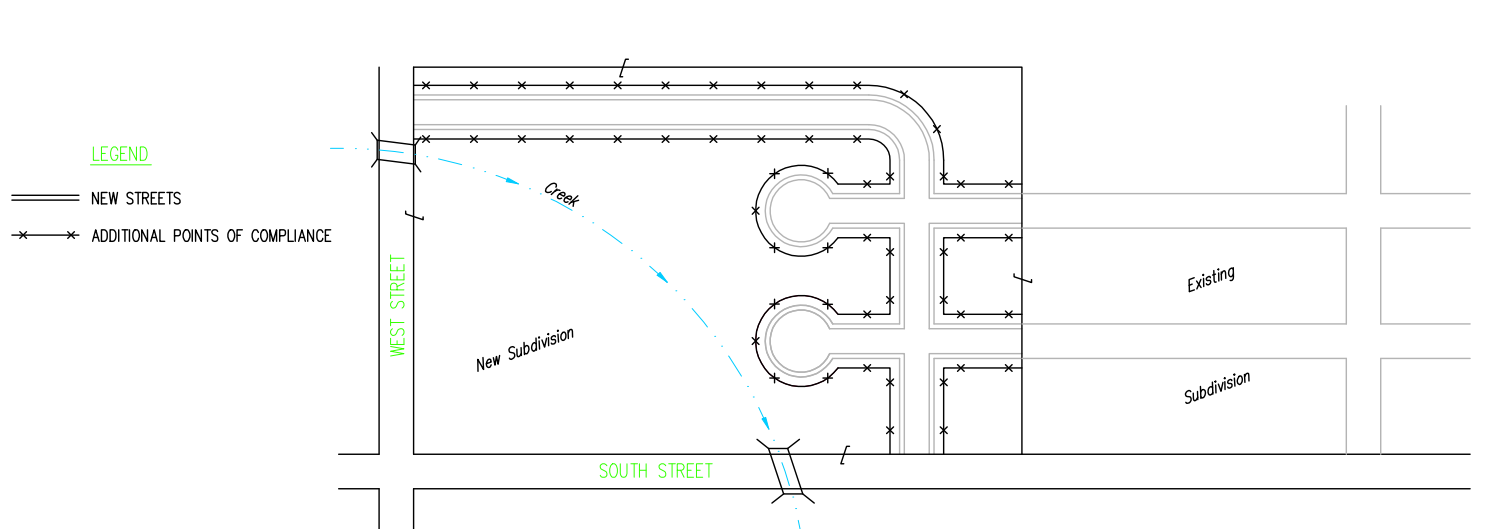 LEGEND
NEW STREETS
ADDITIONAL POINTS OF COMPLIANCE
WEST STREET
Creek
New Subdivision
SOUTH STREET
Existing
Subdivision